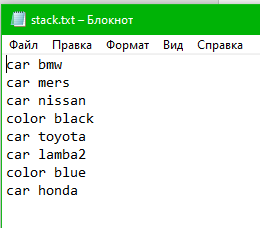 stack.txt – Блокнот
Файл Правка Формат Вид Справка
car bmw
car mers
car nissan
color black
car toyota
car lamba2
color blue
car honda